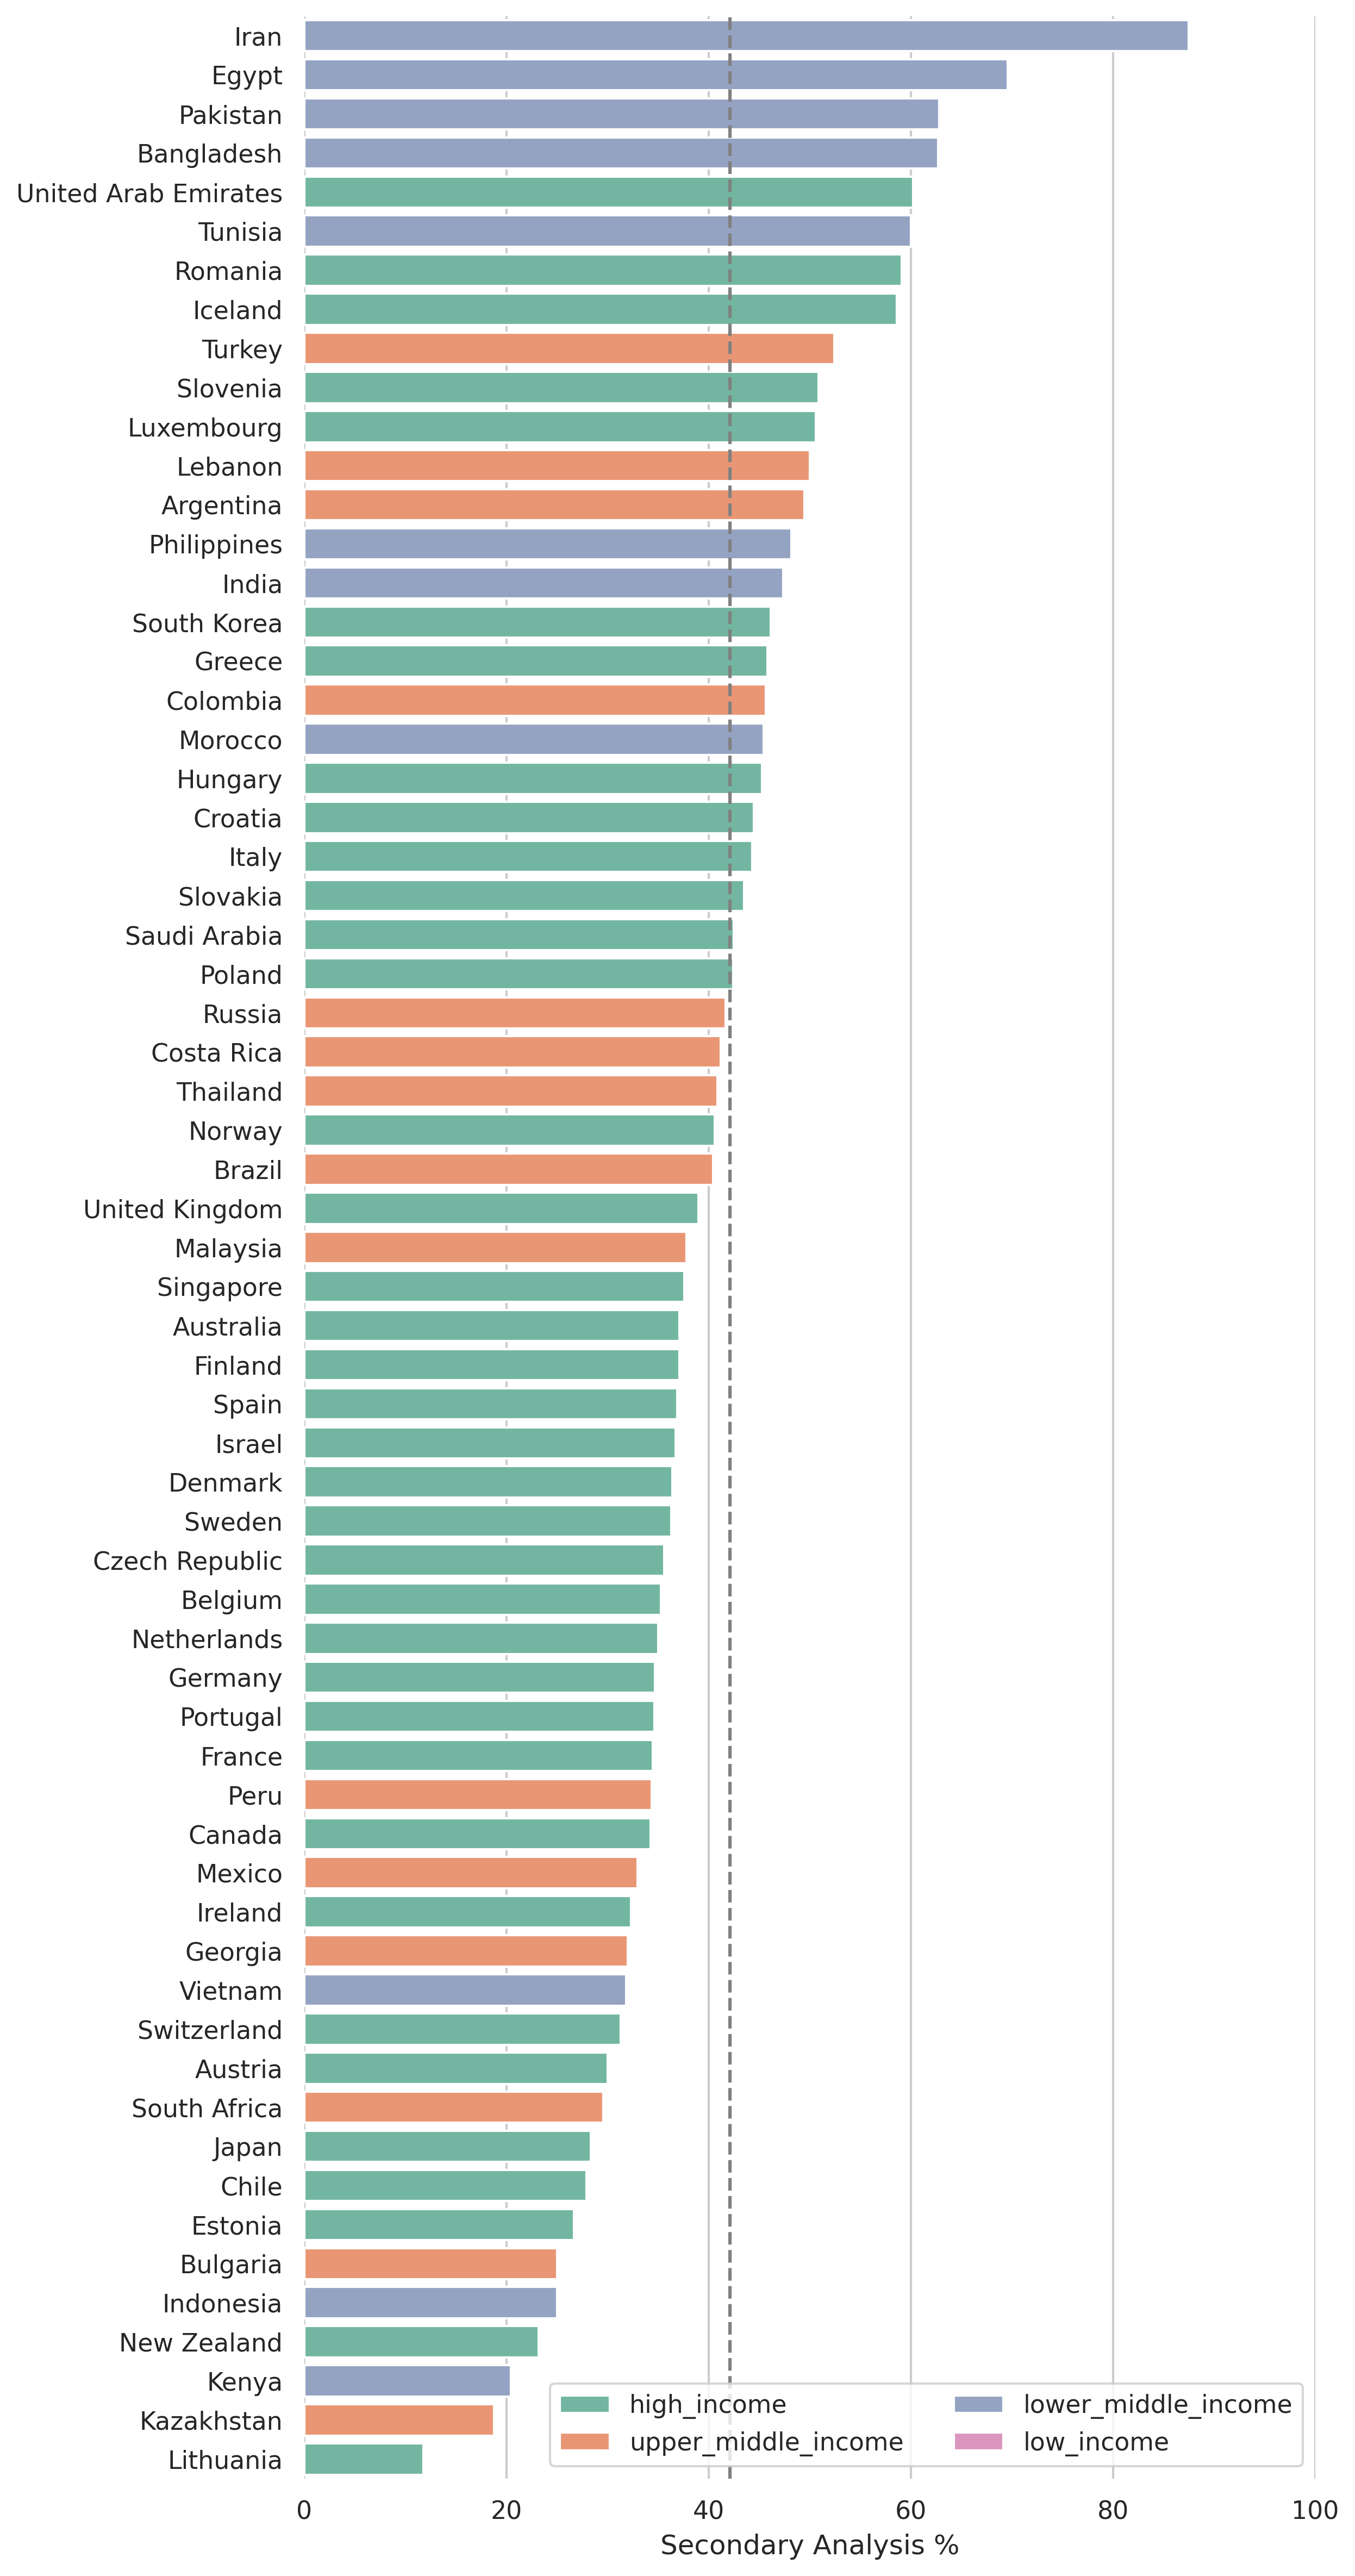 Iran
Egypt
Pakistan
Bangladesh
United Arab Emirates
Tunisia
Romania
Iceland
Turkey
Slovenia
Luxembourg
Lebanon
Argentina
Philippines
India
South Korea
Greece
Colombia
Morocco
Hungary
Croatia
Italy
Slovakia
Saudi Arabia
Poland
Russia
Costa Rica
Thailand
Norway
Brazil
United Kingdom
Malaysia
Singapore
Australia
Finland
Spain
Israel
Denmark
Sweden
Czech Republic
Belgium
Netherlands
Germany
Portugal
France
Peru
Canada
Mexico
Ireland
Georgia
Vietnam
Switzerland
Austria
South Africa
Japan
Chile
Estonia
Bulgaria
Indonesia
New Zealand
Kenya
Kazakhstan
Lithuania
high_income lower_middle_income
upper_middle_income low_income
0 20 40 60 80 100
Secondary Analysis %